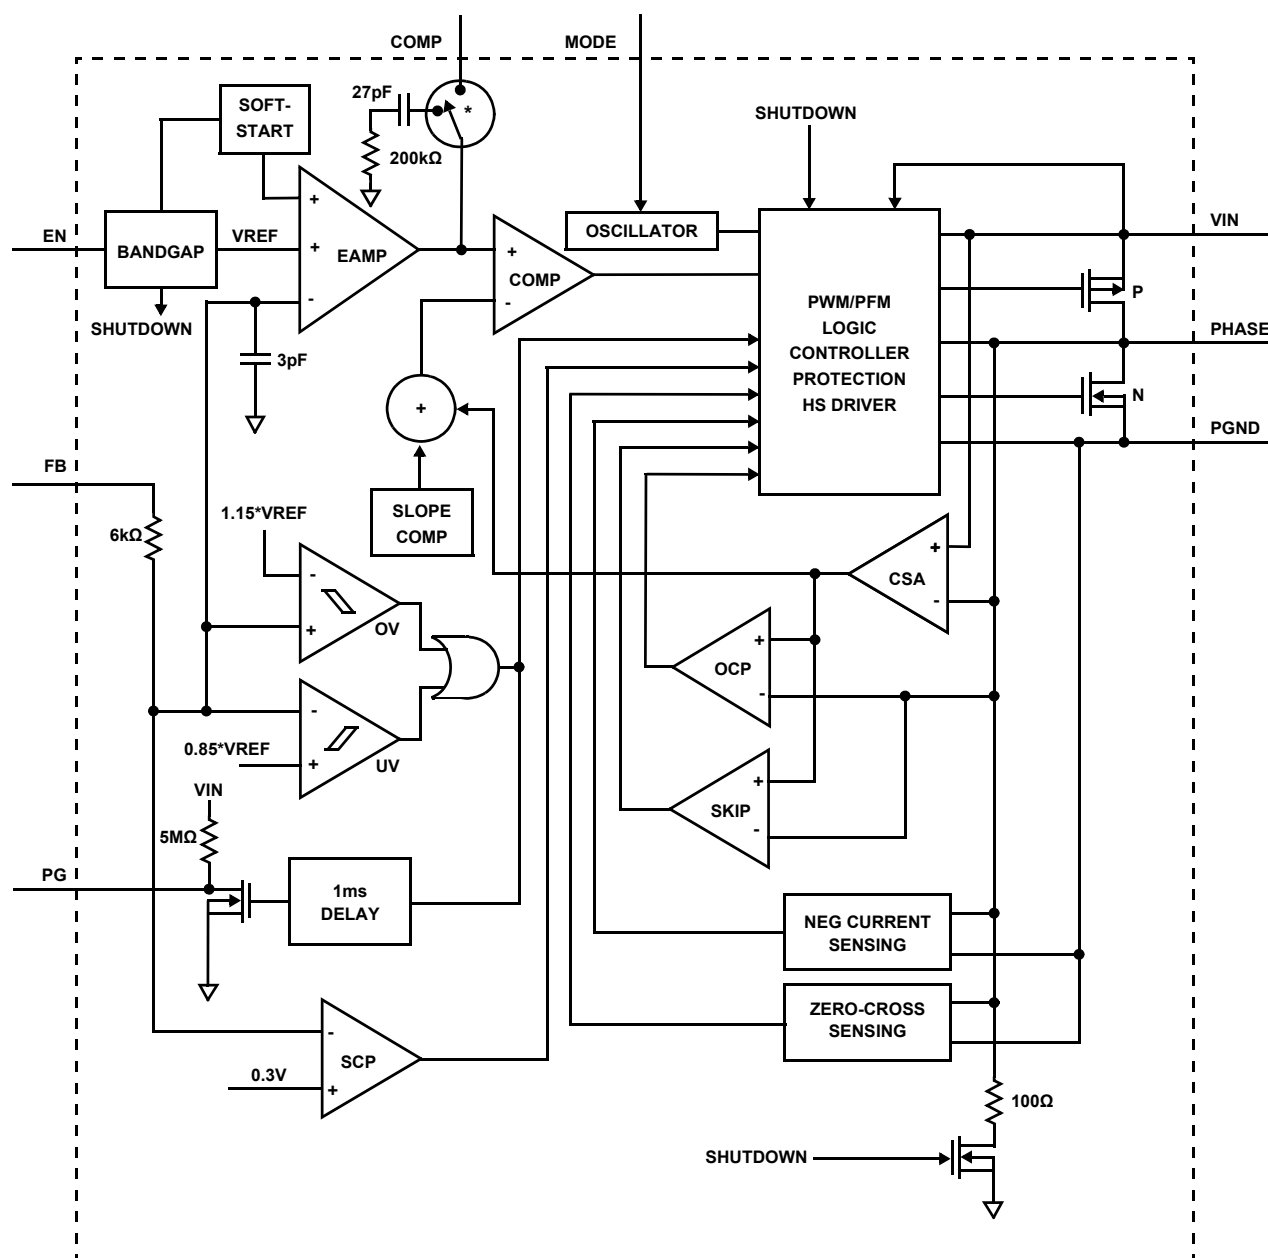 COMP
MODE
27pF
*
SOFT-
START
200kΩ
SHUTDOWN
+
EN
BANDGAP
VREF
+
EAMP
-
SHUTDOWN
3pF
+
COMP
-
OSCILLATOR
VIN
P
PWM/PFM
LOGIC
CONTROLLER
PROTECTION
HS DRIVER
PHASE
N
PGND
+
FB
6kΩ
SLOPE
COMP
1.15*VREF
-
+
OV
+
CSA
-
+
OCP
-
-
+
UV
0.85*VREF
+
SKIP
-
VIN
5MΩ
PG
1ms
DELAY
NEG CURRENT
SENSING
ZERO-CROSS
SENSING
-
SCP
+
0.3V
100Ω
SHUTDOWN